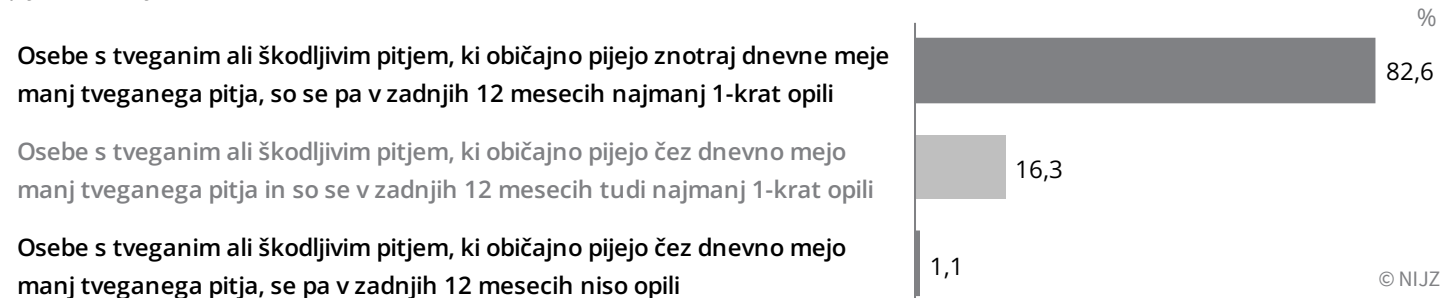 %
Osebe s tveganim ali škodljivim pitjem, ki običajno pijejo znotraj dnevne meje
manj tveganega pitja, so se pa v zadnjih 12 mesecih najmanj 1-krat opili
82,6
Osebe s tveganim ali škodljivim pitjem, ki običajno pijejo čez dnevno mejo
manj tveganega pitja in so se v zadnjih 12 mesecih tudi najmanj 1-krat opili
16,3
Osebe s tveganim ali škodljivim pitjem, ki običajno pijejo čez dnevno mejo
manj tveganega pitja, se pa v zadnjih 12 mesecih niso opili
1,1
© NIJZ